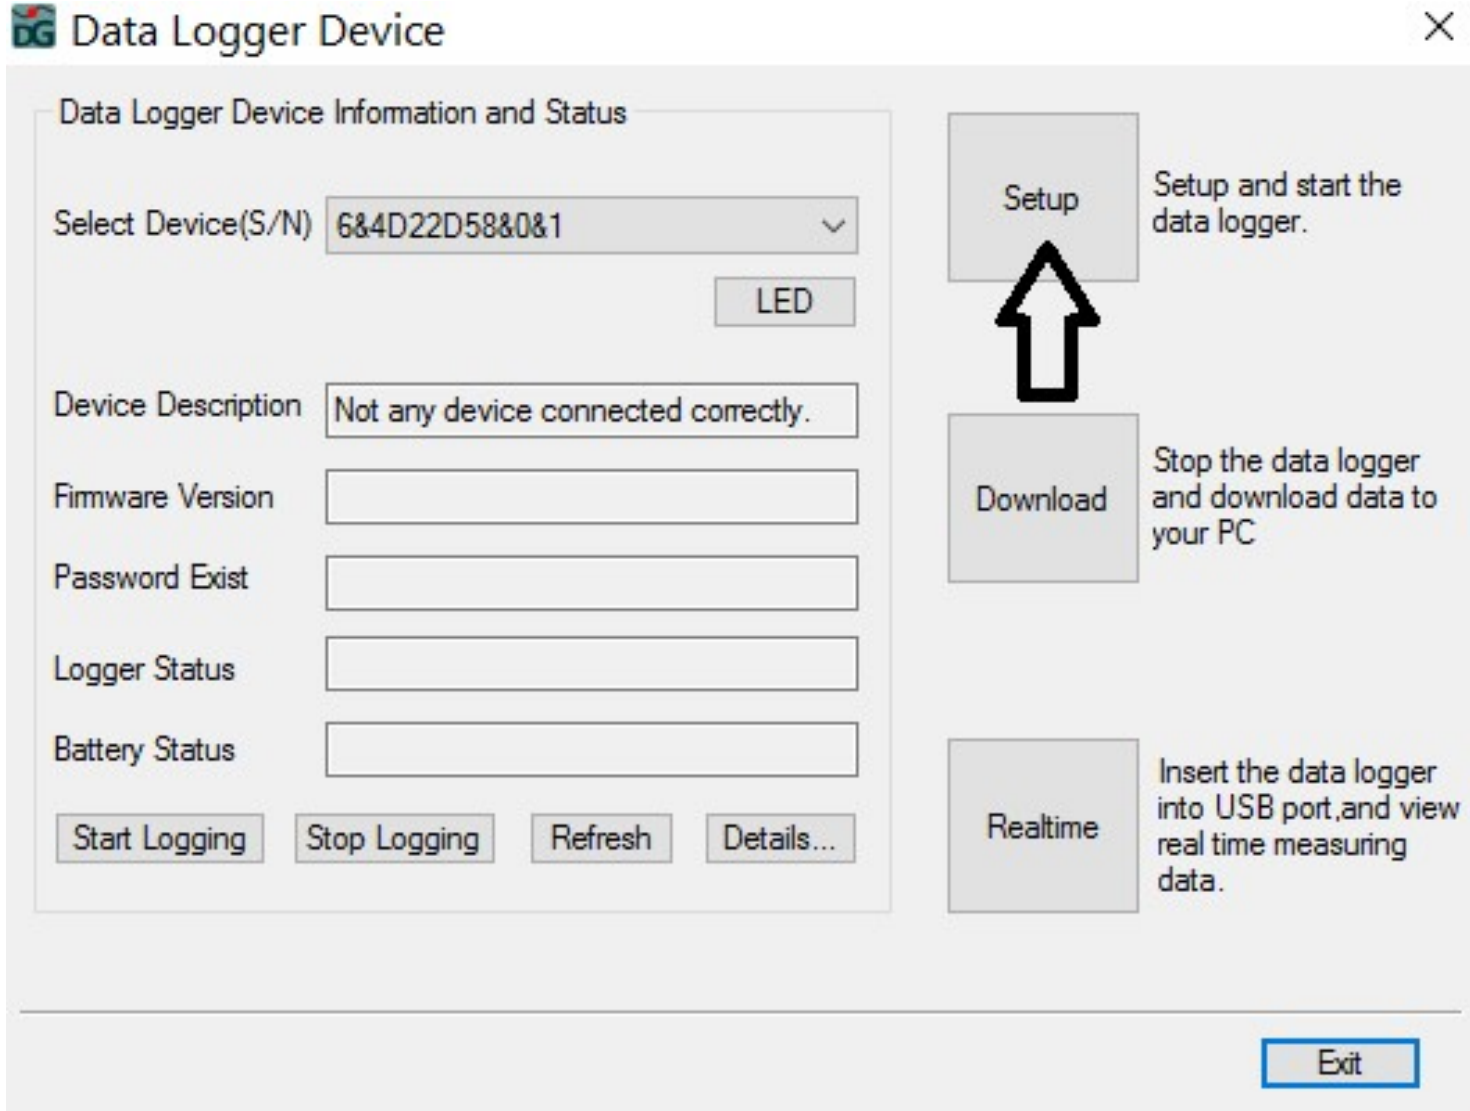 DG Data Logger Device
Data Logger Device Information and Status
Select Device(S/N) 6&4D22D58&0&1
LED
Device Description Not any device connected correctly.
Firmware Version
Password Exist
Logger Status
Battery Status
Start Logging Stop Logging Refresh Details...
Setup
Setup and start the
data logger.
Download
Stop the data logger
and download data to
your PC
Realtime
Insert the data logger
into USB port,and view
real time measuring
data.
Exit